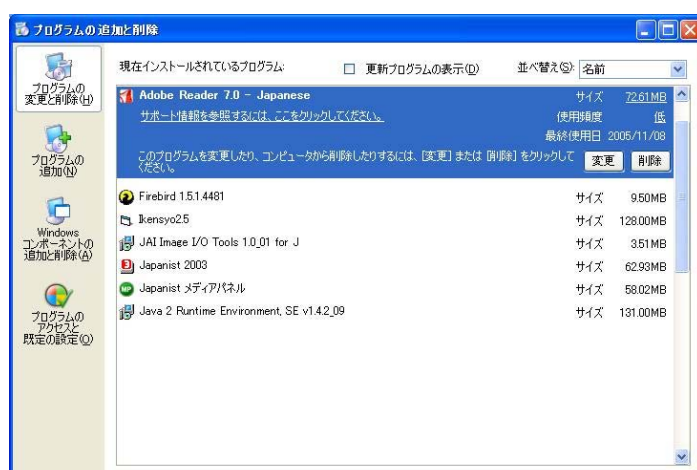 プログラムの追加と削除
プログラムの
変更と削除(H)
プログラムの
追加(N)
Windows
コンポーネントの
追加と削除(A)
プログラムの
アクセスと
既定の設定(O)
現在インストールされているプログラム:
更新プログラムの表示(D)
並べ替え(S): 名前
Adobe Reader 7.0 - Japanese サイズ 72.61MB
サポート情報を参照するには、ここをクリックしてください。 使用頻度 低
最終使用日 2005/11/08
このプログラムを変更したり、コンピュータから削除したりするには、[変更] または [削除] をクリックして
ください。 変更 削除
Firebird 1.5.1.4481 サイズ 9.50MB
Ikensyo2.5 サイズ 128.00MB
JAI Image I/O Tools 1.0_01 for J サイズ 3.51MB
Japanist 2003 サイズ 62.93MB
Japanist メディアパネル サイズ 58.02MB
Java 2 Runtime Environment, SE v1.4.2_09 サイズ 131.00MB